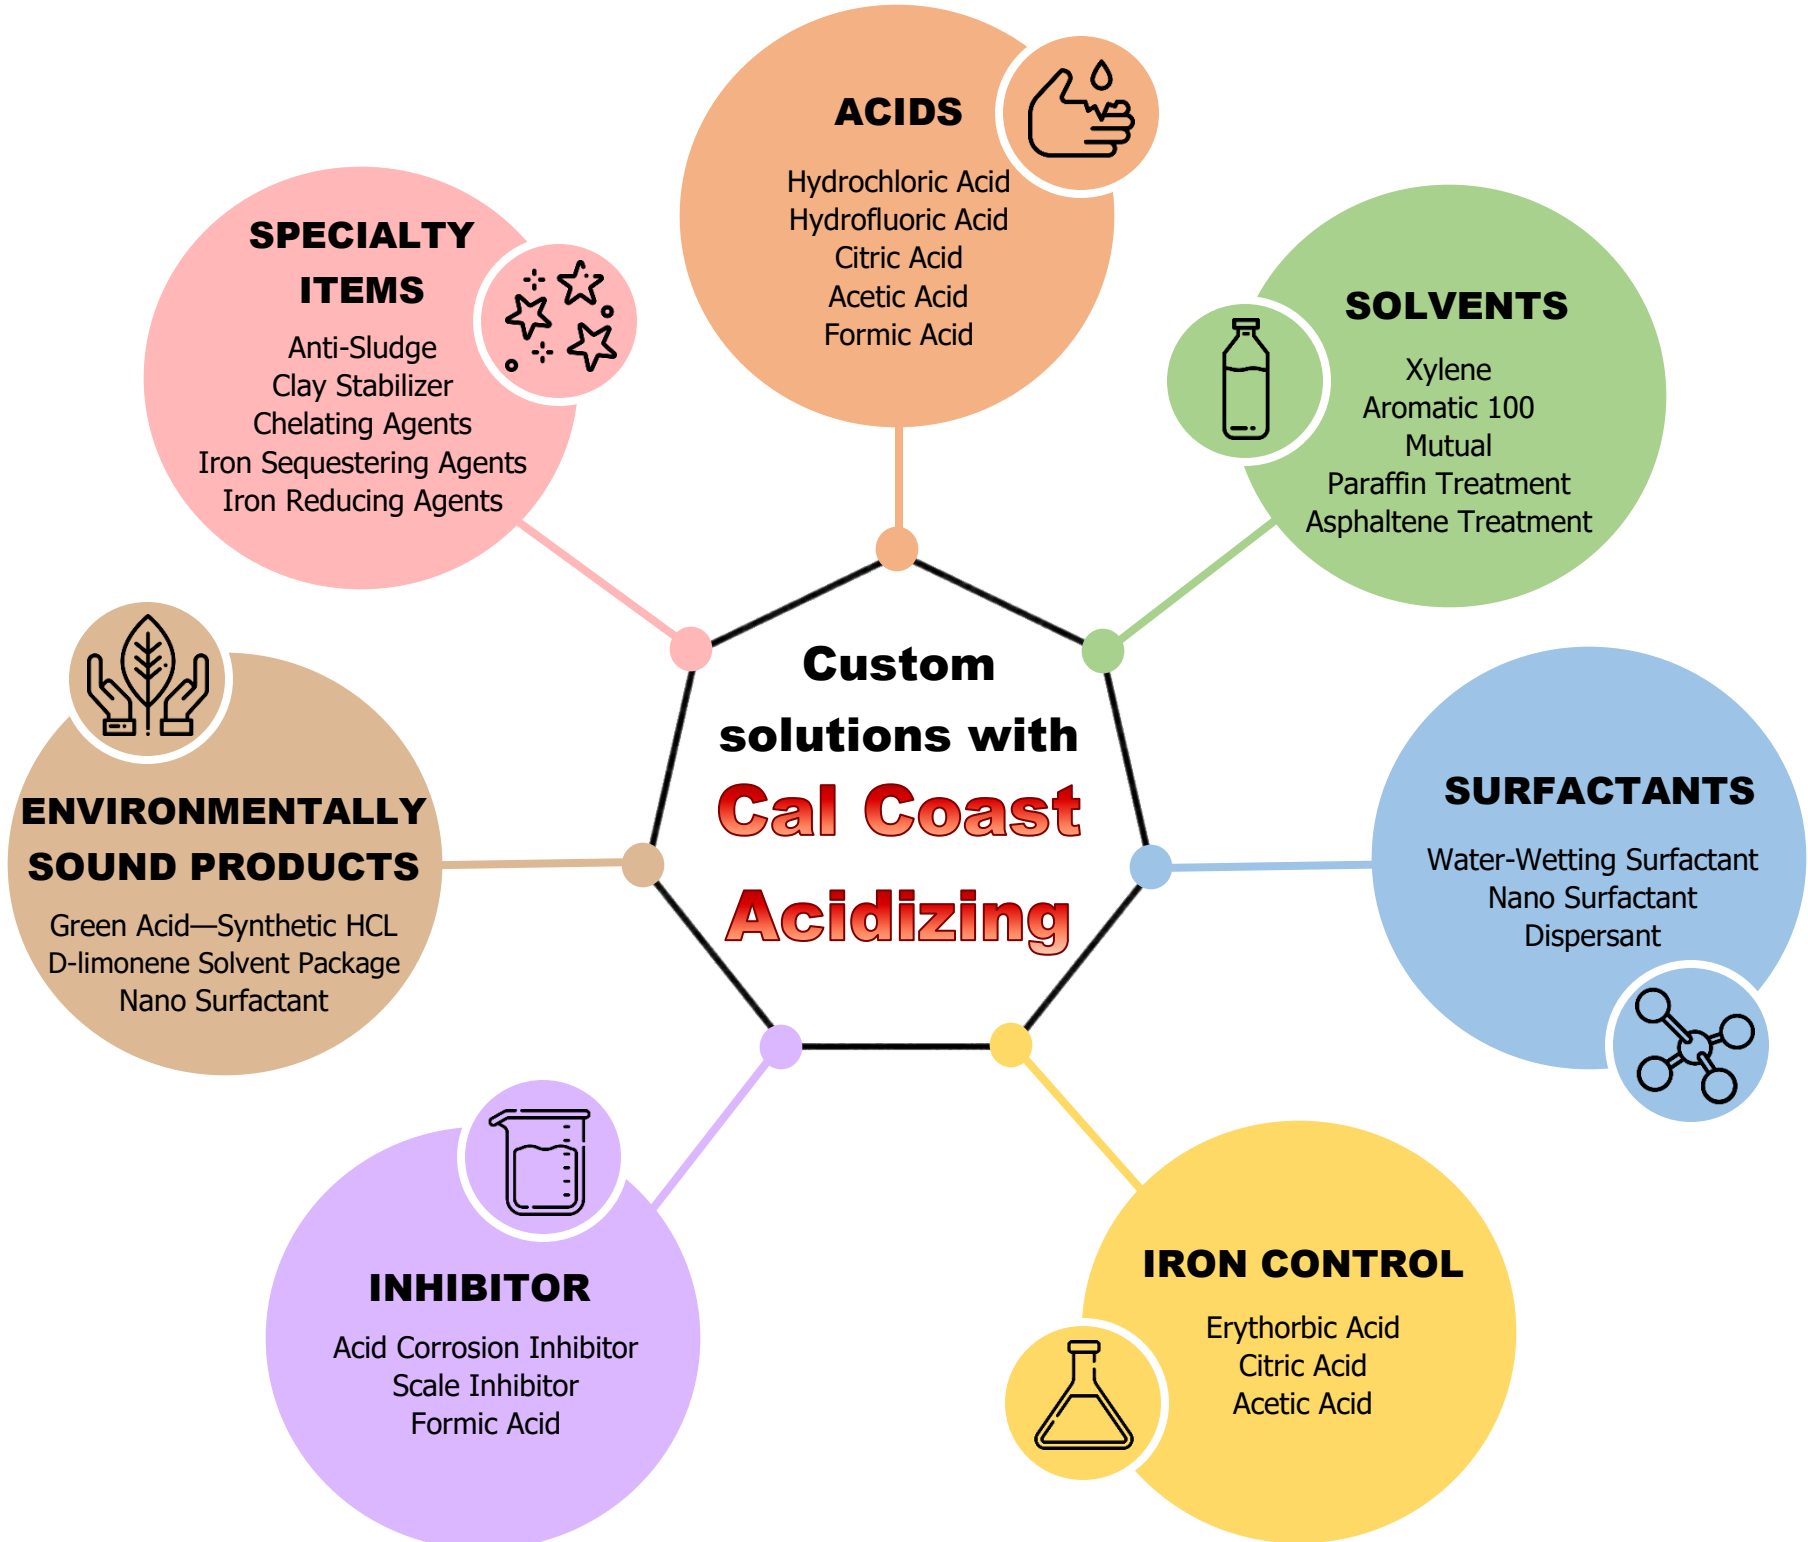 ACIDS
Hydrochloric Acid
Hydrofluoric Acid
Citric Acid
Acetic Acid
Formic Acid
SPECIALTY
ITEMS
Anti-Sludge
Clay Stabilizer
Chelating Agents
Iron Sequestering Agents
Iron Reducing Agents
SOLVENTS
Xylene
Aromatic 100
Mutual
Paraffin Treatment
Asphaltene Treatment
Custom
solutions with
Cal Coast
Acidizing
ENVIRONMENTALLY
SOUND PRODUCTS
Green Acid—Synthetic HCL
D-limonene Solvent Package
Nano Surfactant
SURFACTANTS
Water-Wetting Surfactant
Nano Surfactant
Dispersant
INHIBITOR
Acid Corrosion Inhibitor
Scale Inhibitor
Formic Acid
IRON CONTROL
Erythorbic Acid
Citric Acid
Acetic Acid